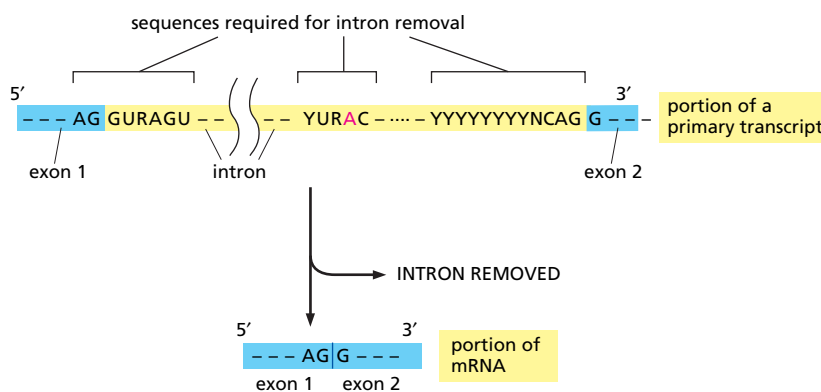 sequences required for intron removal
5′ 3′
– – – AG GURAGU – – – – YURAC ···· – YYYYYYYYNCAG G – – –
portion of a
primary transcript
exon 1 intron exon 2
INTRON REMOVED
5′ 3′
– – – AG G – – –
portion of
mRNA
exon 1 exon 2